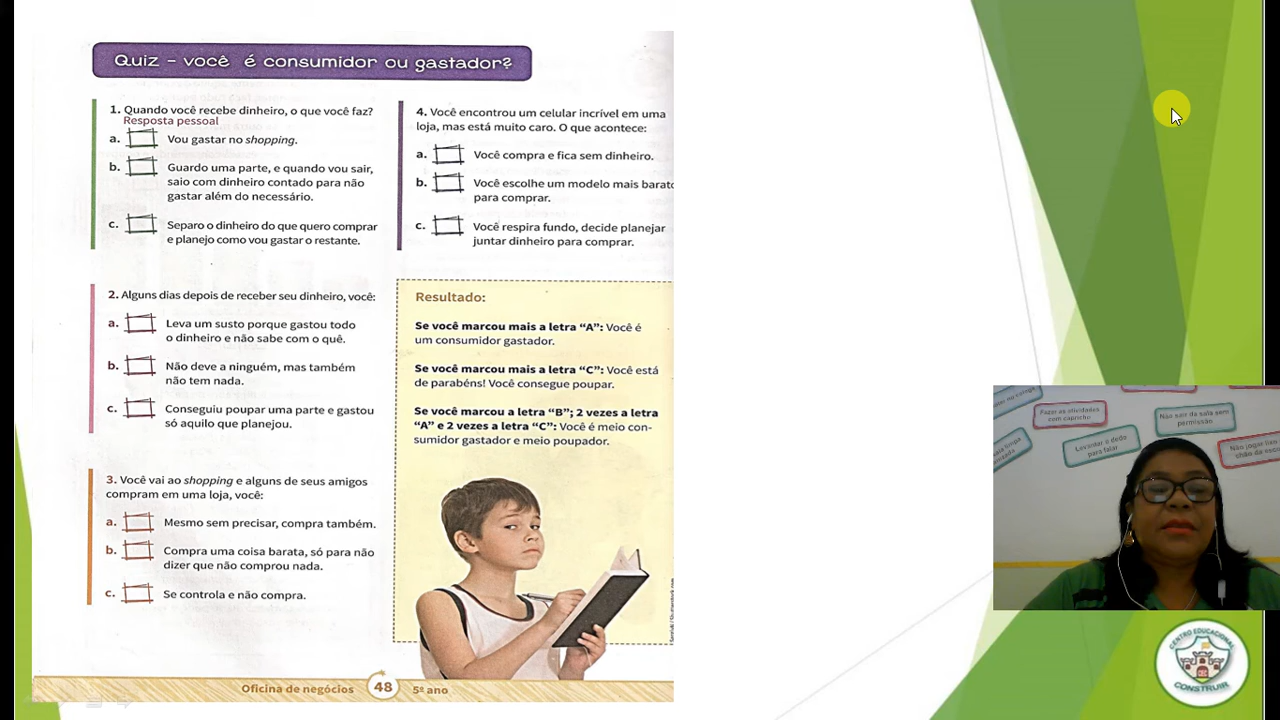 Quiz – você é consumidor ou gastador?
1. Quando você recebe dinheiro, o que você faz?
Resposta pessoal
a. Vou gastar no shopping.
b. Guardo uma parte, e quando vou sair,
saio com dinheiro contado para não
gastar além do necessário.
c. Separo o dinheiro do que quero comprar
e planejo como vou gastar o restante.
2. Alguns dias depois de receber seu dinheiro, você:
a. Leva um susto porque gastou todo
o dinheiro e não sabe com o quê.
b. Não deve a ninguém, mas também
não tem nada.
c. Conseguiu poupar uma parte e gastou
só aquilo que planejou.
3. Você vai ao shopping e alguns de seus amigos
compram em uma loja, você:
a. Mesmo sem precisar, compra também.
b. Compra uma coisa barata, só para não
dizer que não comprou nada.
c. Se controla e não compra.
4. Você encontrou um celular incrível em uma
loja, mas está muito caro. O que acontece:
a. Você compra e fica sem dinheiro.
b. Você escolhe um modelo mais barato
para comprar.
c. Você respira fundo, decide planejar
juntar dinheiro para comprar.
Resultado:
Se você marcou mais a letra “A”: Você é
um consumidor gastador.
Se você marcou mais a letra “C”: Você está
de parabéns! Você consegue poupar.
Se você marcou a letra “B”; 2 vezes a letra
“A” e 2 vezes a letra “C”: Você é meio con-
sumidor gastador e meio poupador.
Oficina de negócios 48 5º ano
Fazer as atividades
com capricho
Não sair da sala sem
permissão
Levantar o dedo
para falar
CENTRO EDUCACIONAL
CONSTRUIR